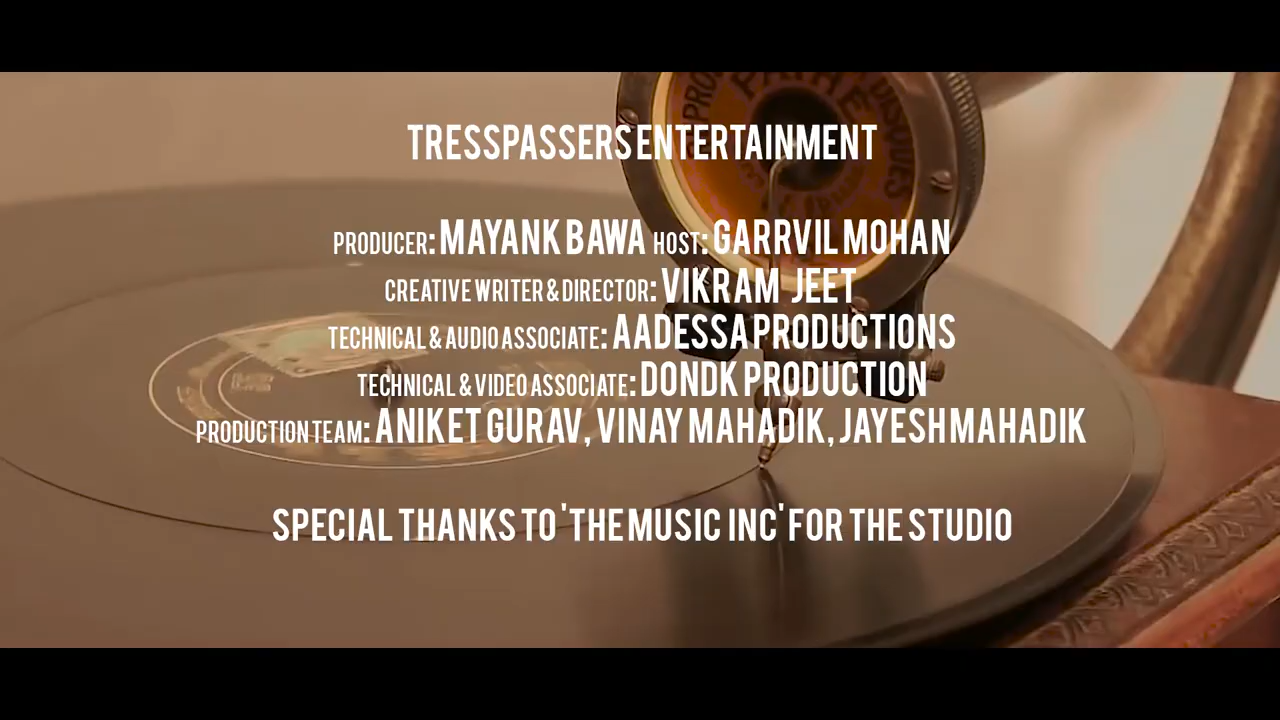 TRESSPASSERS ENTERTAINMENT
PATHE
PRODUCER: MAYANK BAWA HOST: GARRVIL MOHAN
CREATIVE WRITER & DIRECTOR: VIKRAM JEET
TECHNICAL & AUDIO ASSOCIATE: AADESSA PRODUCTIONS
TECHNICAL & VIDEO ASSOCIATE: DONDK PRODUCTION
PRODUCTION TEAM: ANIKET GURAV, VINAY MAHADIK, JAYESH MAHADIK
SPECIAL THANKS TO 'THE MUSIC INC' FOR THE STUDIO